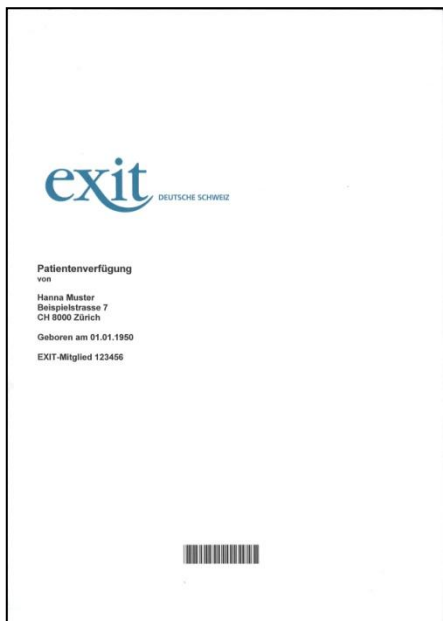 exit
DEUTSCHE SCHWEIZ
Patientenverfügung
von
Hanna Muster
Beispielstrasse 7
CH 8000 Zürich
Geboren am 01.01.1950
EXIT-Mitglied 123456